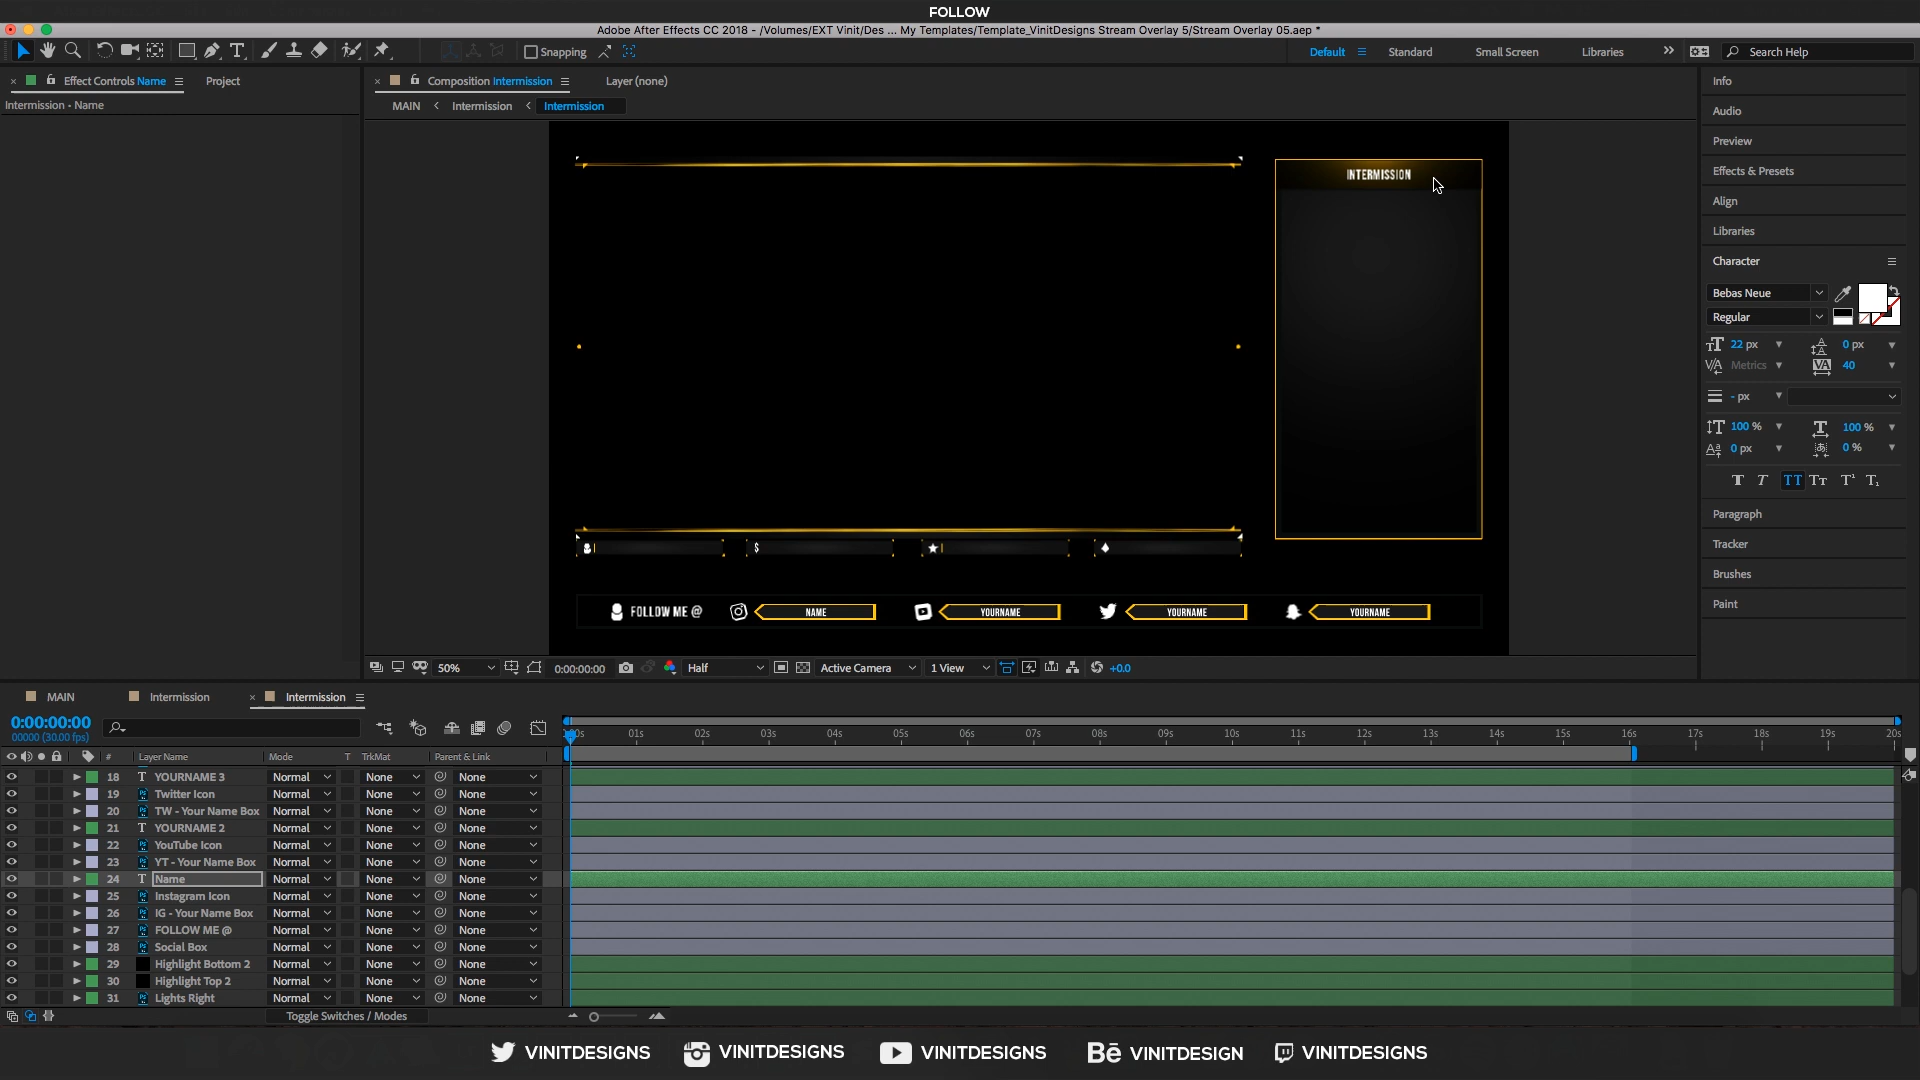 FOLLOW
Adobe After Effects CC 2018 - /Volumes/EXT Vinit/Des ... My Templates/Template_VinitDesigns Stream Overlay 5/Stream Overlay 05.aep *
Snapping
Default
Standard
Small Screen
Libraries
Search Help
Effect Controls Name
Project
Composition Intermission
Layer (none)
Intermission • Name
MAIN
Intermission
Intermission
INTERMISSION
FOLLOW ME @
NAME
YOURNAME
YOURNAME
YOURNAME
50%
0:00:00:00
Half
Active Camera
1 View
+0.0
Info
Audio
Preview
Effects & Presets
Align
Libraries
Character
Bebas Neue
Regular
22 px
0 px
Metrics
40
- px
100 %
100 %
0 px
0 %
Paragraph
Tracker
Brushes
Paint
MAIN
Intermission
Intermission
0:00:00:00
00000 (30.00 fps)
01s 02s 03s 04s 05s 06s 07s 08s 09s 10s 11s 12s 13s 14s 15s 16s 17s 18s 19s 20s
# Layer Name Mode T TrkMat Parent & Link
18 T YOURNAME 3 Normal None None
19 Twitter Icon Normal None None
20 TW - Your Name Box Normal None None
21 T YOURNAME 2 Normal None None
22 YouTube Icon Normal None None
23 YT - Your Name Box Normal None None
24 T Name Normal None None
25 Instagram Icon Normal None None
26 IG - Your Name Box Normal None None
27 FOLLOW ME @ Normal None None
28 Social Box Normal None None
29 Highlight Bottom 2 Normal None None
30 Highlight Top 2 Normal None None
31 Lights Right Normal None None
Toggle Switches / Modes
VINITDESIGNS
VINITDESIGNS
VINITDESIGNS
Bē VINITDESIGN
VINITDESIGNS